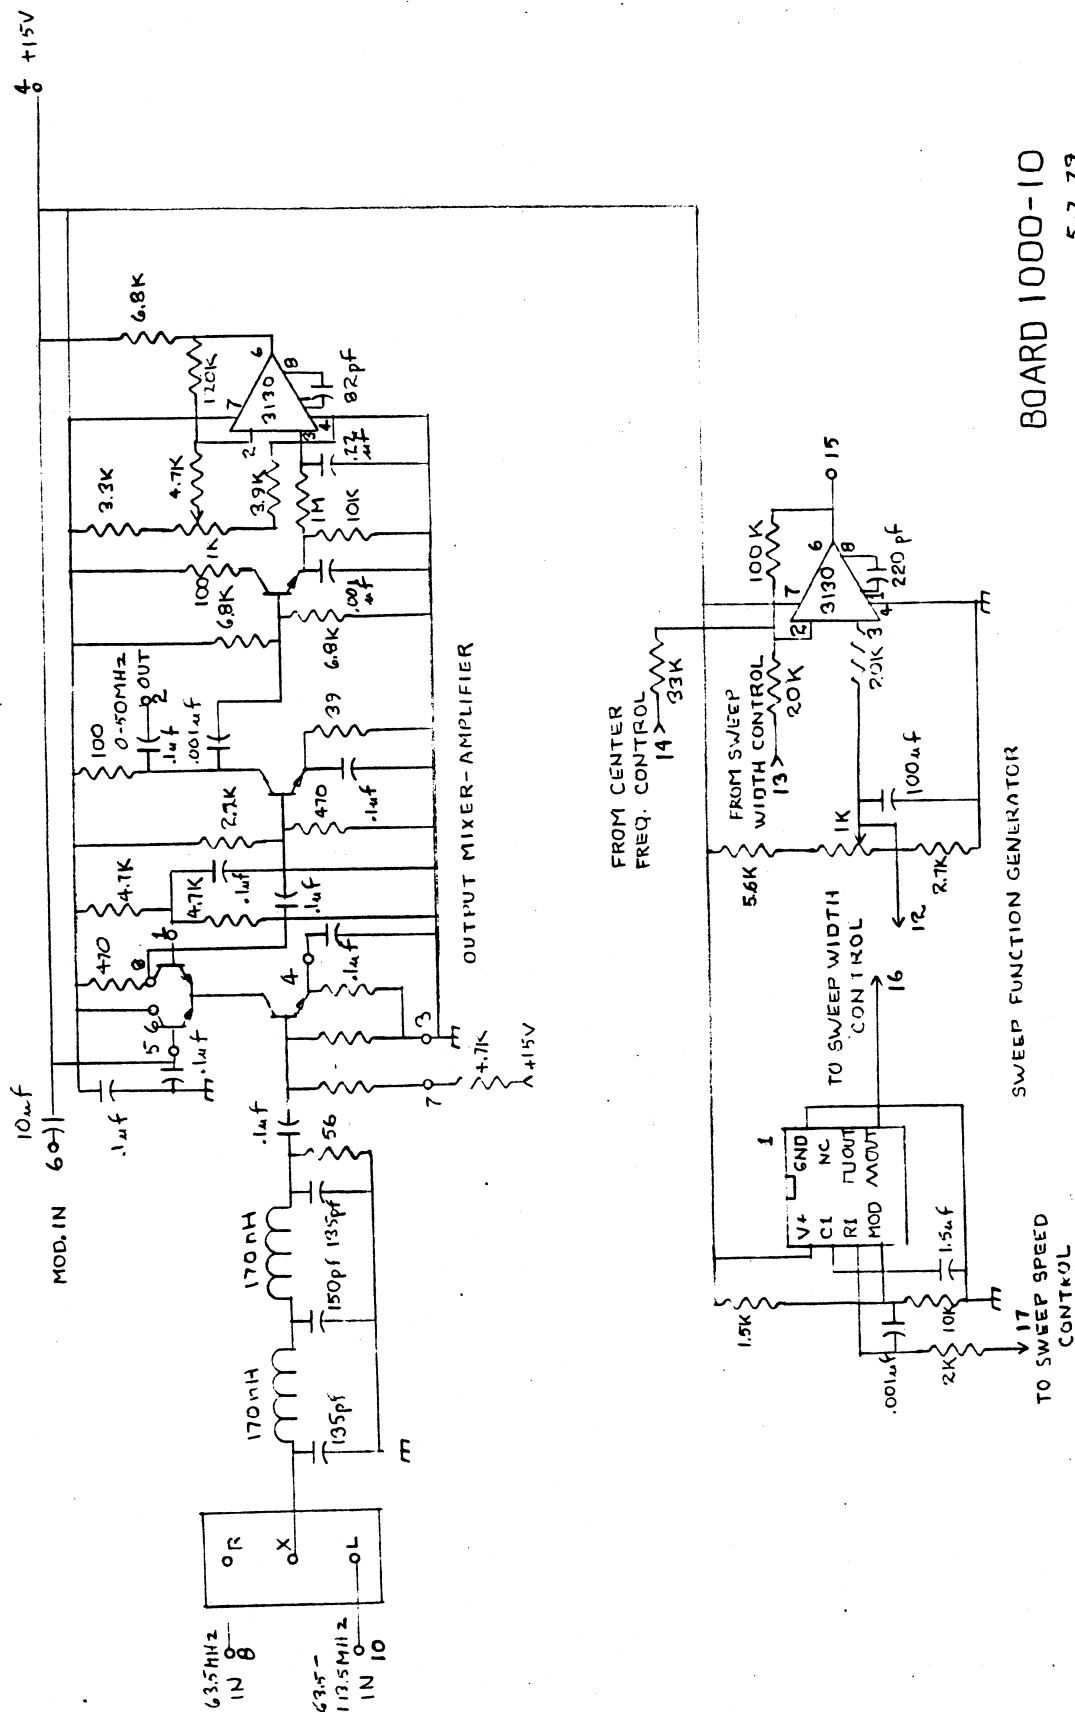 4 +15V
10uf
MOD. IN 6
.1uf
5
6
.1uf
470
8
1
4.7K
4.7K
.1uf
.1uf
4
.1uf
2.2K
470
.1uf
100
0-50MHz
OUT
2
.1uf
.001uf
39
6.8K
6.8K
100
.001
uf
1K
3.3K
4.7K
3.9K
1M
10K
120K
6.8K
2
7
3130
6
8
3
4
82pf
uf
63.5MHz
IN 8
63.5-
113.5MHz
IN 10
R
X
L
170nH
135pf
170nH
150pf
135pf
56
.1uf
7
4.7K
+15V
3
OUTPUT MIXER-AMPLIFIER
FROM CENTER
FREQ. CONTROL
14
33K
FROM SWEEP
WIDTH CONTROL
13
20K
100K
2
7
3130
6
8
3
1
4
15
220pf
20K
100uf
1K
5.6K
2.7K
12
TO SWEEP WIDTH
CONTROL
16
1
V+ GND
C1 NC
R1 OUT
MOD OUT
1.5uf
1.5K
10K
.001uf
2K
17
TO SWEEP SPEED
CONTROL
SWEEP FUNCTION GENERATOR
BOARD 1000-10